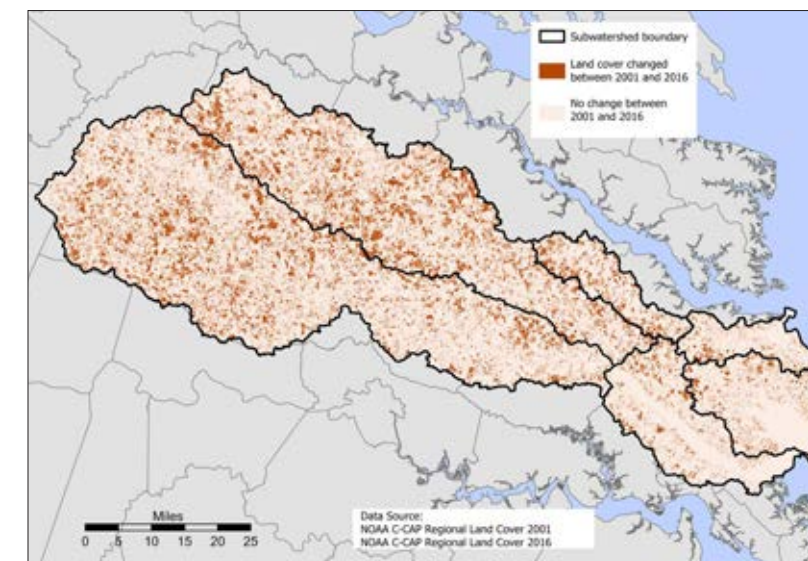 Subwatershed boundary
Land cover changed
between 2001 and 2016
No change between
2001 and 2016
Miles
0 5 10 15 20 25
Data Source:
NOAA C-CAP Regional Land Cover 2001
NOAA C-CAP Regional Land Cover 2016